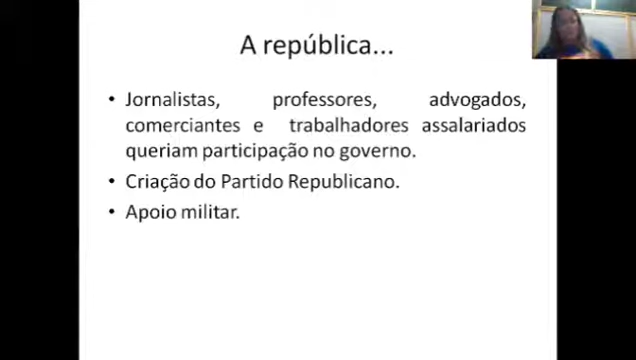 A república...
• Jornalistas, professores, advogados,
comerciantes e trabalhadores assalariados
queriam participação no governo.
• Criação do Partido Republicano.
• Apoio militar.